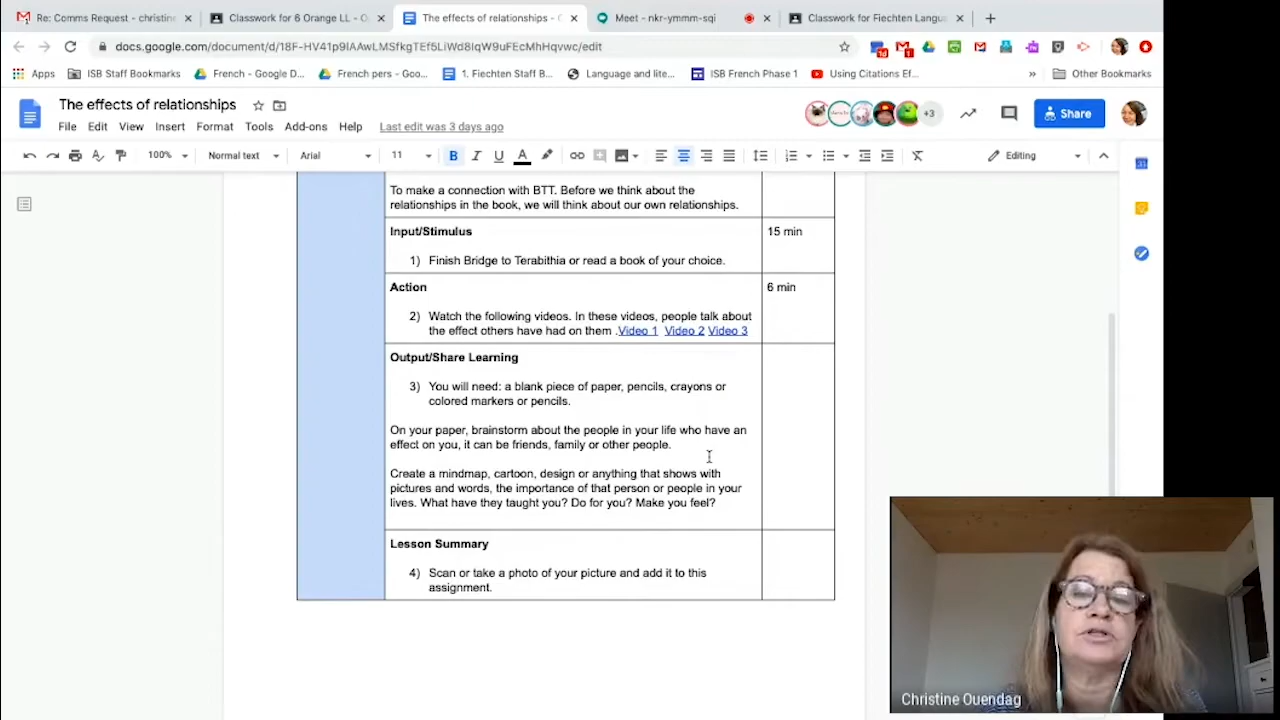 Re: Comms Request - christine
Classwork for 6 Orange LL - O
The effects of relationships - G
Meet - nkr-ymmm-sqi
Classwork for Fiechten Langu
docs.google.com/document/d/
Apps
ISB Staff Bookmarks
French - Google D...
French pers - Goo...
1. Fiechten Staff B...
Language and lite...
ISB French Phase 1
Using Citations Ef...
»
Other Bookmarks
The effects of relationships
+3
Share
File Edit View Insert Format Tools Add-ons Help
Last edit was 3 days ago
100%
Normal text
Arial
11
B I U A
Editing
To make a connection with BTT. Before we think about the
relationships in the book, we will think about our own relationships.
Input/Stimulus
15 min
1) Finish Bridge to Terabithia or read a book of your choice.
Action
6 min
2) Watch the following videos. In these videos, people talk about
the effect others have had on them .Video 1 Video 2 Video 3
Output/Share Learning
3) You will need: a blank piece of paper, pencils, crayons or
colored markers or pencils.
On your paper, brainstorm about the people in your life who have an
effect on you, it can be friends, family or other people.
Create a mindmap, cartoon, design or anything that shows with
pictures and words, the importance of that person or people in your
lives. What have they taught you? Do for you? Make you feel?
Lesson Summary
4) Scan or take a photo of your picture and add it to this
assignment.
Christine Ouendag